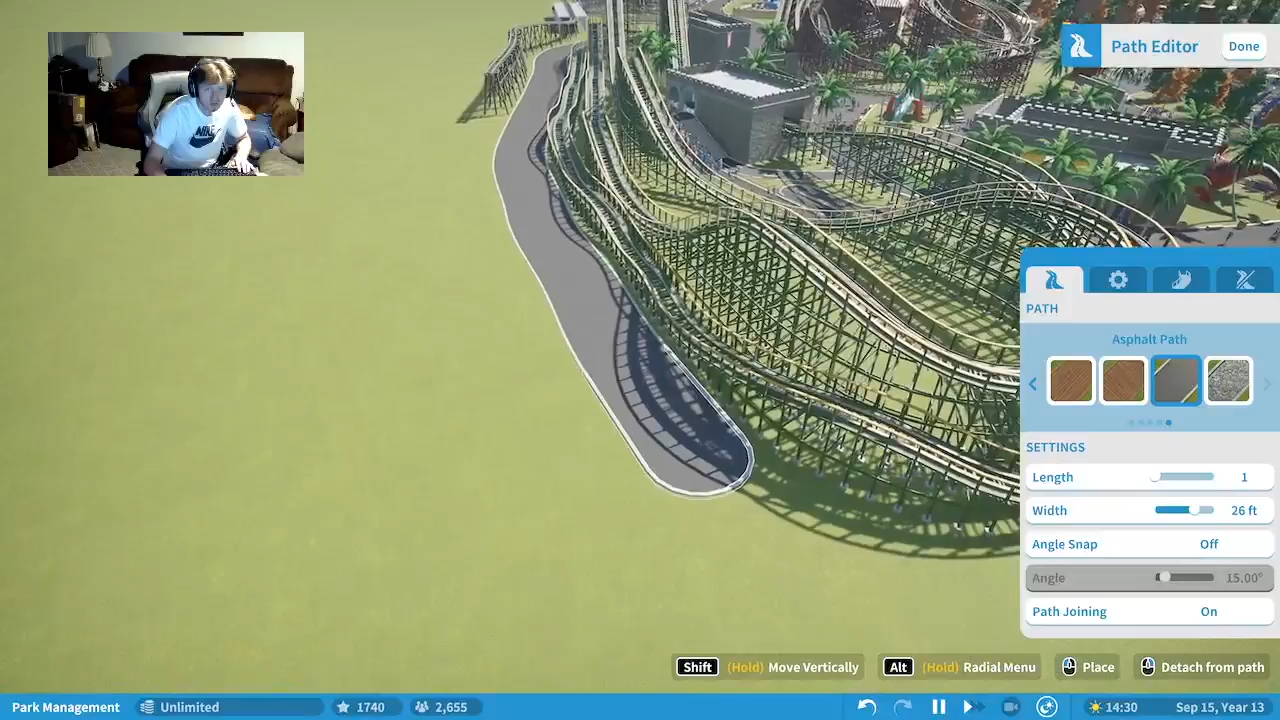 Path Editor
Done
NIKE
PATH
Asphalt Path
SETTINGS
Length 1
Width 26 ft
Angle Snap Off
Angle 15.00°
Path Joining On
Shift (Hold) Move Vertically
Alt (Hold) Radial Menu
Place
Detach from path
Park Management
Unlimited
1740
2,655
14:30
Sep 15, Year 13